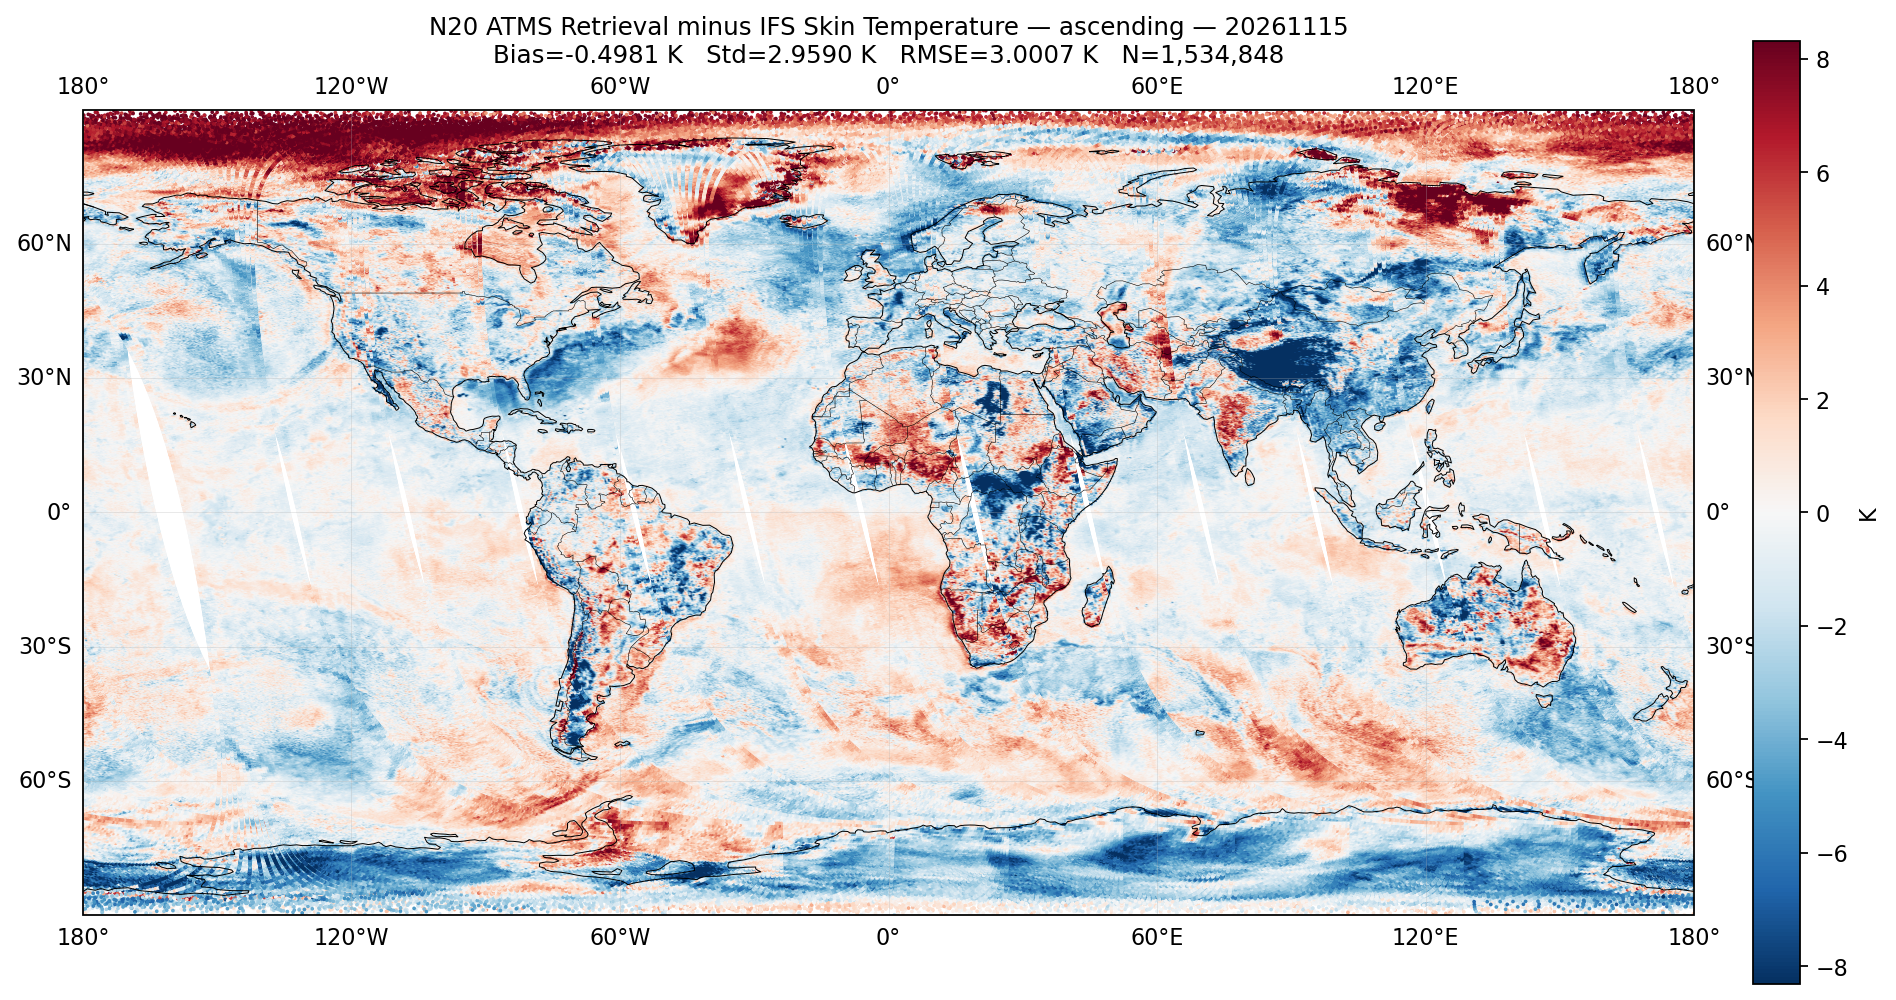 N20 ATMS Retrieval minus IFS Skin Temperature — ascending — 20261115
Bias=-0.4981 K   Std=2.9590 K   RMSE=3.0007 K   N=1,534,848
180° 120°W 60°W 0° 60°E 120°E 180°
60°N 60°N
30°N 30°N
0° 0°
30°S 30°S
60°S 60°S
180° 120°W 60°W 0° 60°E 120°E 180°
8
6
4
2
0
−2
−4
−6
−8
K